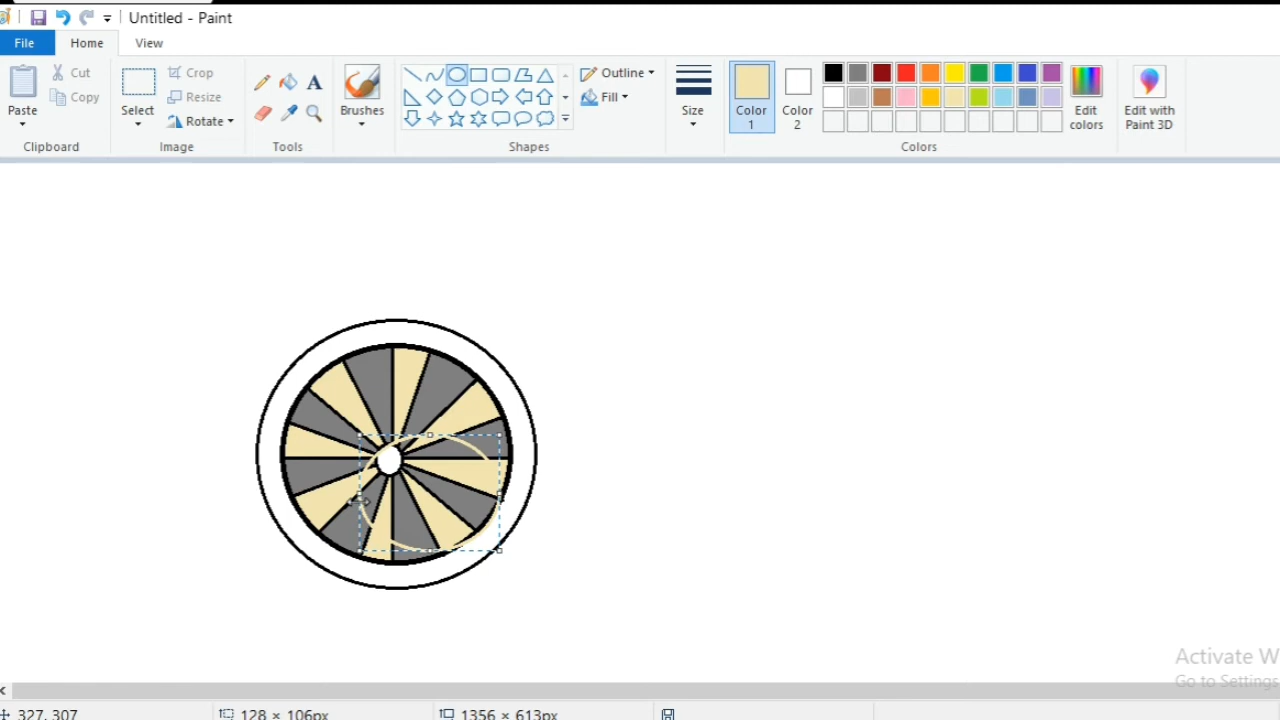 Untitled - Paint
File Home View
Paste Cut Copy Clipboard
Select Crop Resize Rotate Image
Tools
Brushes
Outline Fill Shapes
Size
Color 1 Color 2
Edit colors
Colors
Edit with Paint 3D
Activate W
Go to Settings
327, 307 128 × 106px 1356 × 613px